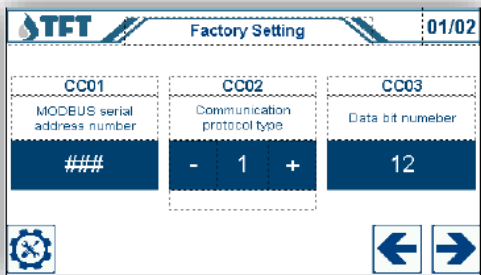 TFT
Factory Setting
01/02
CC01
CC02
CC03
MODBUS serial
address number
Communication
protocol type
Data bit numeber
###
- 1 +
12